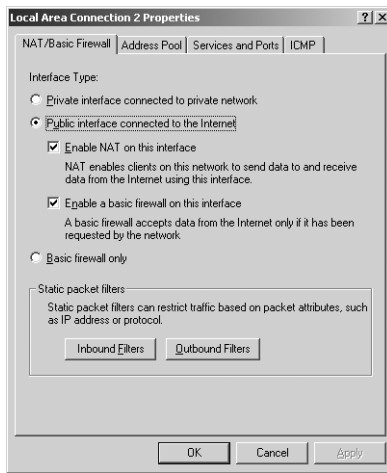 Local Area Connection 2 Properties
NAT/Basic Firewall Address Pool Services and Ports ICMP
Interface Type:
Private interface connected to private network
Public interface connected to the Internet
Enable NAT on this interface
NAT enables clients on this network to send data to and receive
data from the Internet using this interface.
Enable a basic firewall on this interface
A basic firewall accepts data from the Internet only if it has been
requested by the network
Basic firewall only
Static packet filters
Static packet filters can restrict traffic based on packet attributes, such
as IP address or protocol.
Inbound Filters Outbound Filters
OK Cancel Apply